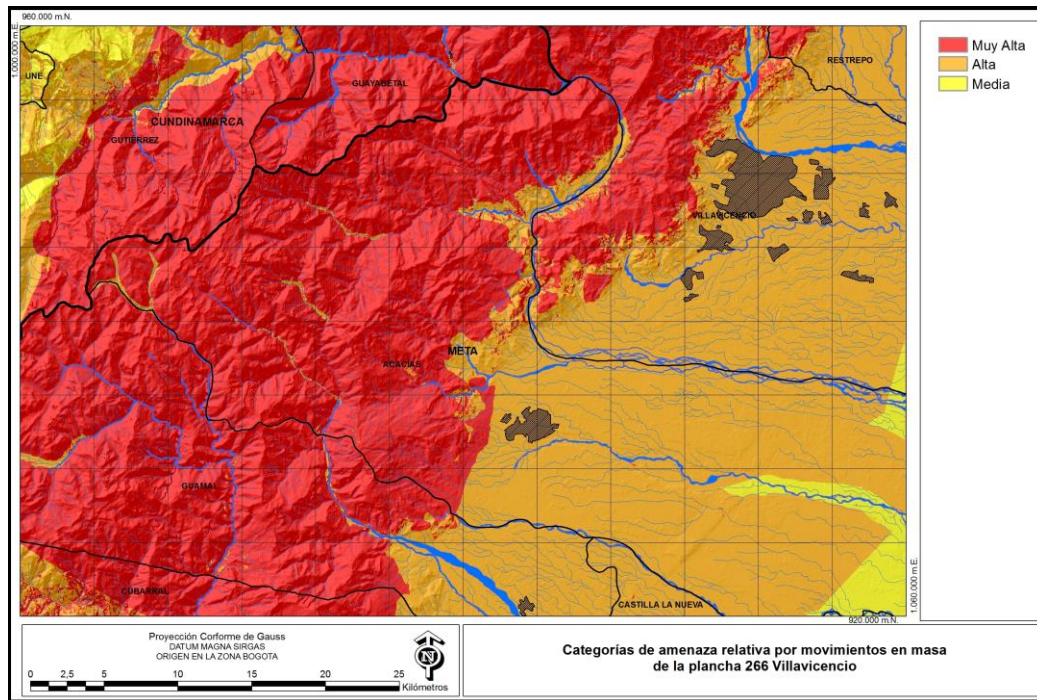 960.000 m.N.
1.000.000 m.E.
Muy Alta
Alta
Media
RESTREPO
UNE
GUAYABETAL
CUNDINAMARCA
GUTIÉRREZ
VILLAVICENCIO
META
ACACÍAS
GUAMAL
CUBARRAL
CASTILLA LA NUEVA
1.060.000 m.E.
920.000 m.N.
Proyección Corforme de Gauss
DATUM MAGNA SIRGAS
ORIGEN EN LA ZONA BOGOTA
N
0 2,5 5 10 15 20 25
Kilómetros
Categorías de amenaza relativa por movimientos en masa
de la plancha 266 Villavicencio